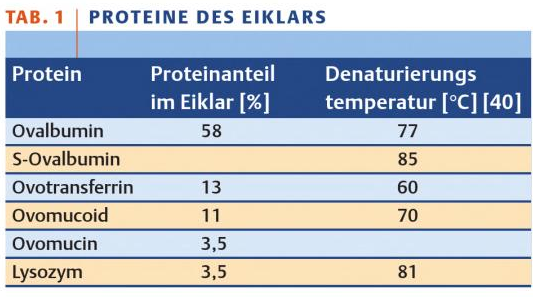 TAB. 1 PROTEINE DES EIKLARS
Protein Proteinanteil Denaturierungs
im Eiklar [%] temperatur [°C] [40]
Ovalbumin 58 77
S-Ovalbumin 85
Ovotransferrin 13 60
Ovomucoid 11 70
Ovomucin 3,5
Lysozym 3,5 81